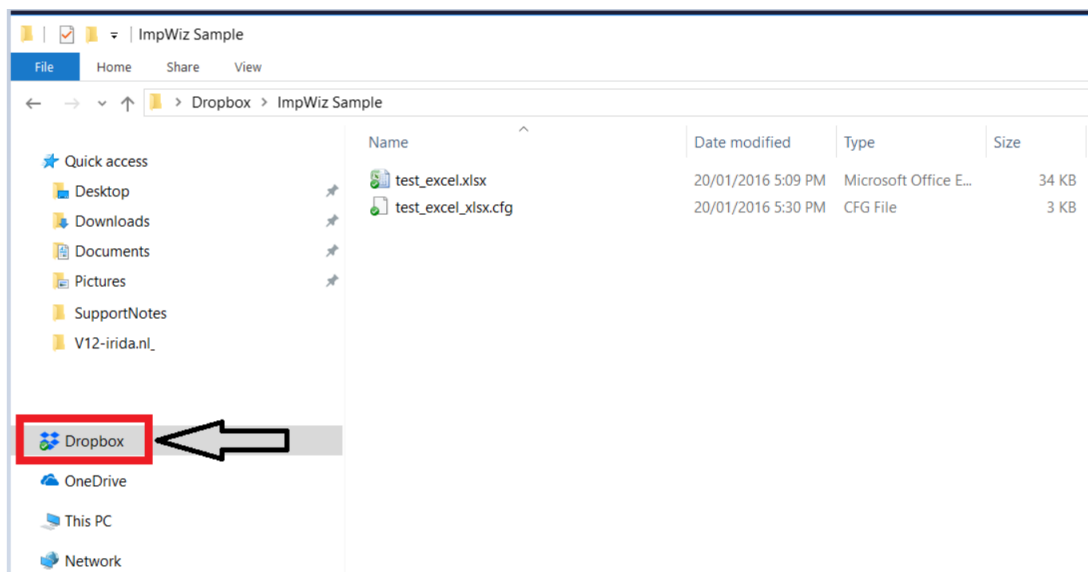 ImpWiz Sample
File Home Share View
Dropbox > ImpWiz Sample
Name Date modified Type Size
Quick access
Desktop
Downloads
Documents
Pictures
SupportNotes
V12-irida.nl_
Dropbox
OneDrive
This PC
Network
test_excel.xlsx 20/01/2016 5:09 PM Microsoft Office E... 34 KB
test_excel_xlsx.cfg 20/01/2016 5:30 PM CFG File 3 KB